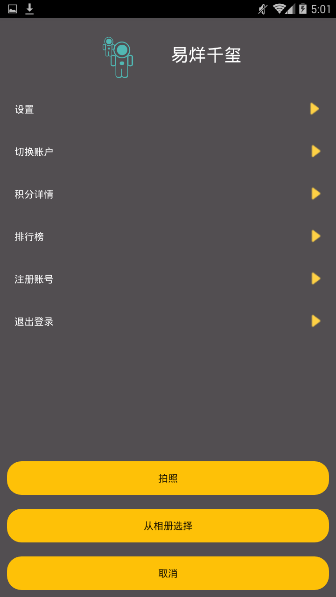 5:01
易烊千玺
设置
切换账户
积分详情
排行榜
注册账号
退出登录
拍照
从相册选择
取消